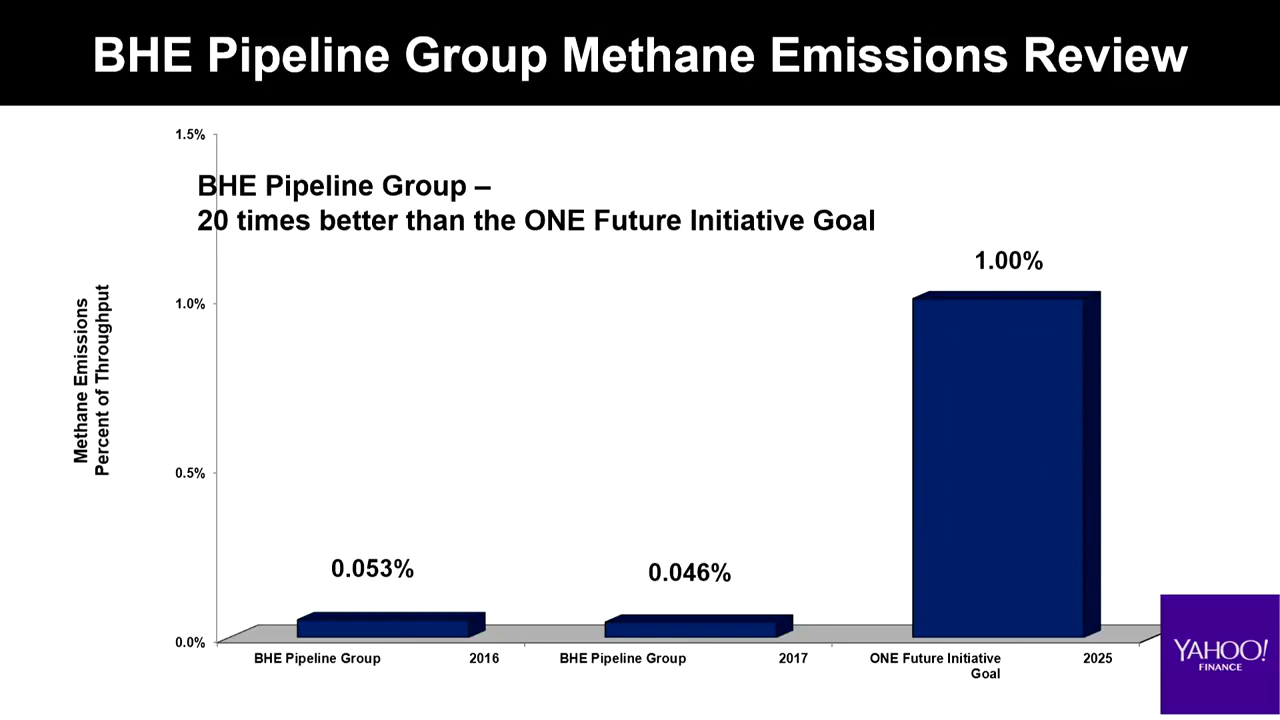 BHE Pipeline Group Methane Emissions Review
1.5%
BHE Pipeline Group –
20 times better than the ONE Future Initiative Goal
1.00%
1.0%
Methane Emissions
Percent of Throughput
0.5%
0.053%
0.046%
0.0%
BHE Pipeline Group 2016
BHE Pipeline Group 2017
ONE Future Initiative 2025
Goal
YAHOO!
FINANCE